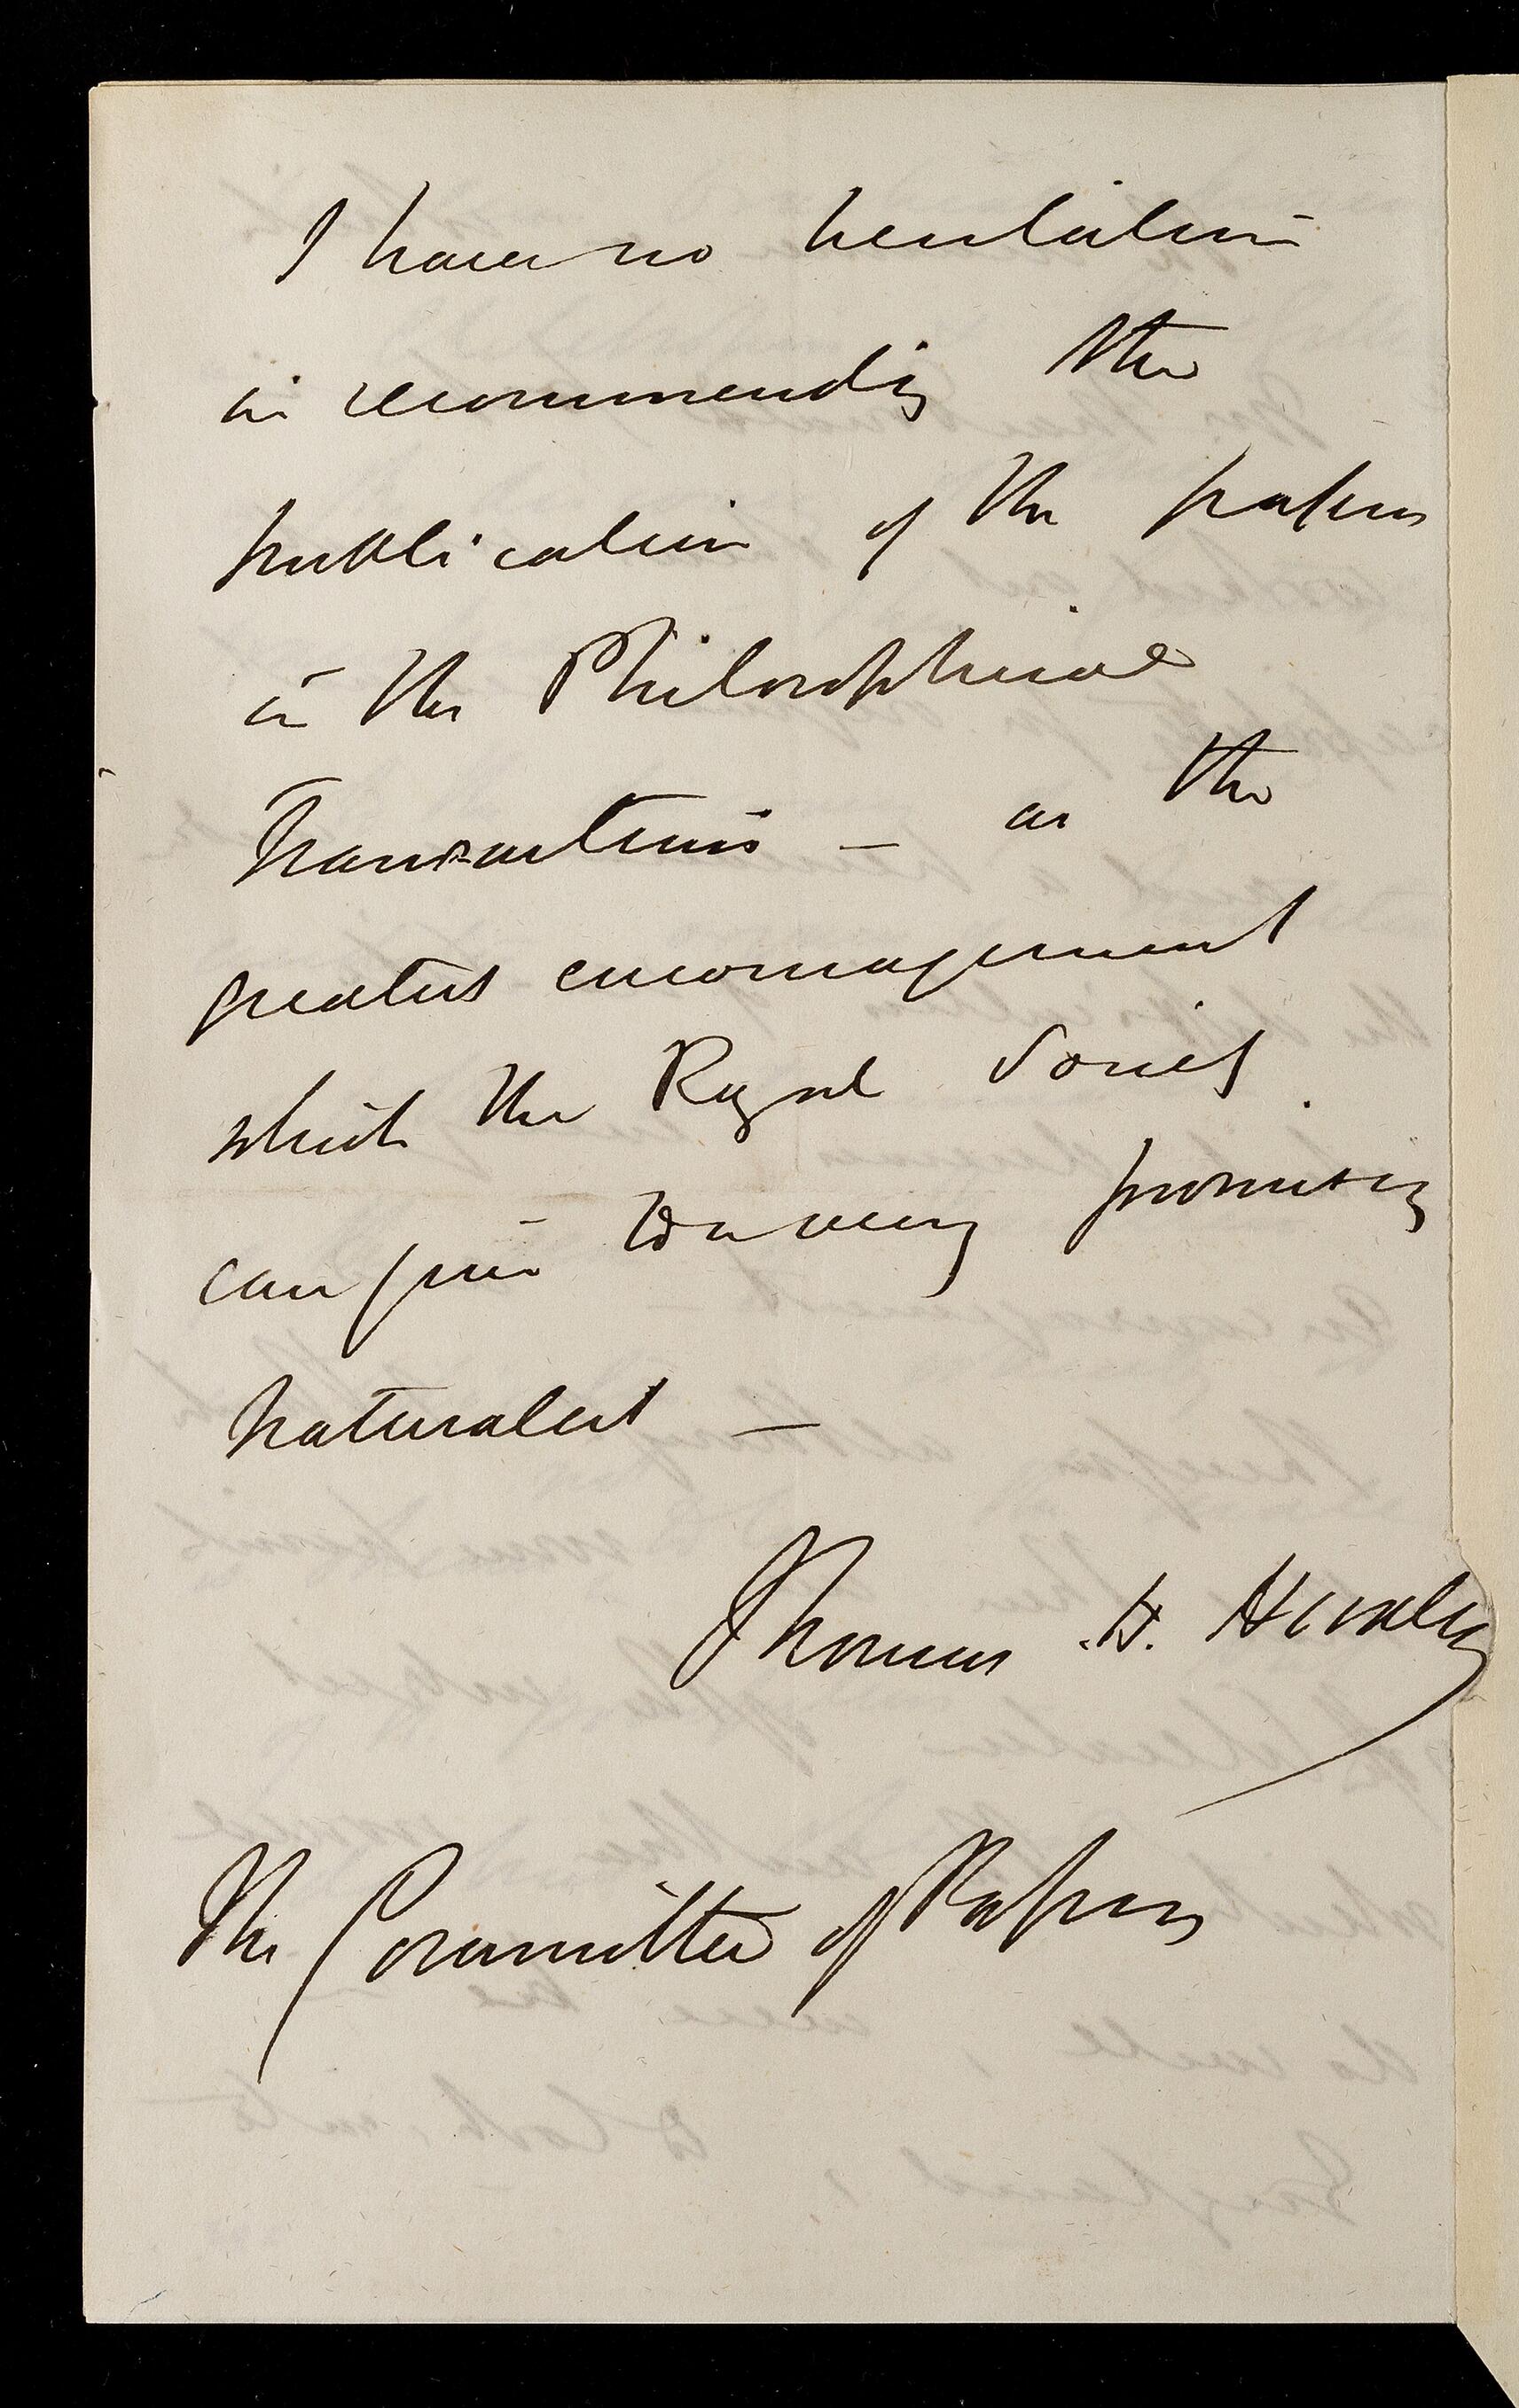 I have no hesitation
in recommending the
publication of the paper
in the Philosophical
Transactions – as the
greatest encouragement
which the Royal Society
can give to a very promising
naturalist –
Thomas H. Huxley
The Committee of Papers